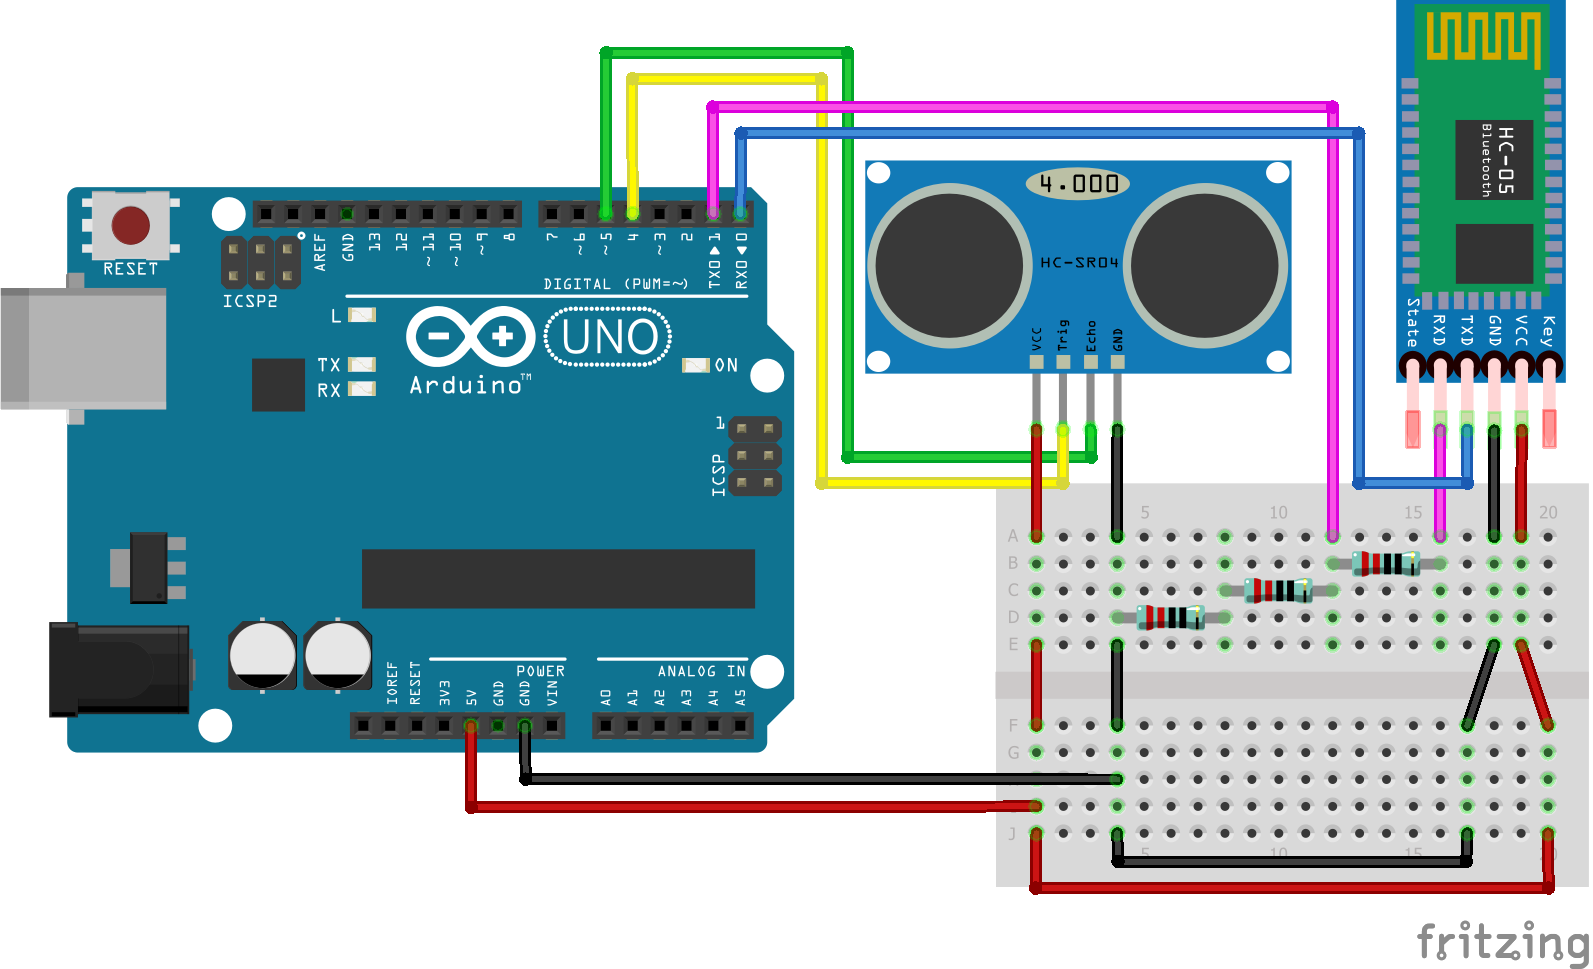 RESET
ICSP2
AREF
GND
13
12
~11
~10
~9
8
7
~6
~5
4
~3
2
TX0▶1
RX0◀0
DIGITAL (PWM=~)
L
TX
RX
UNO
Arduino™
ON
1
ICSP
POWER
ANALOG IN
IOREF
RESET
3V3
5V
GND
GND
VIN
A0
A1
A2
A3
A4
A5
4.000
HC-SR04
VCC
Trig
Echo
GND
HC-05
Bluetooth
State
RXD
TXD
GND
VCC
Key
5 10 15 20
A
B
C
D
E
F
G
J
5 10 15 20
fritzing